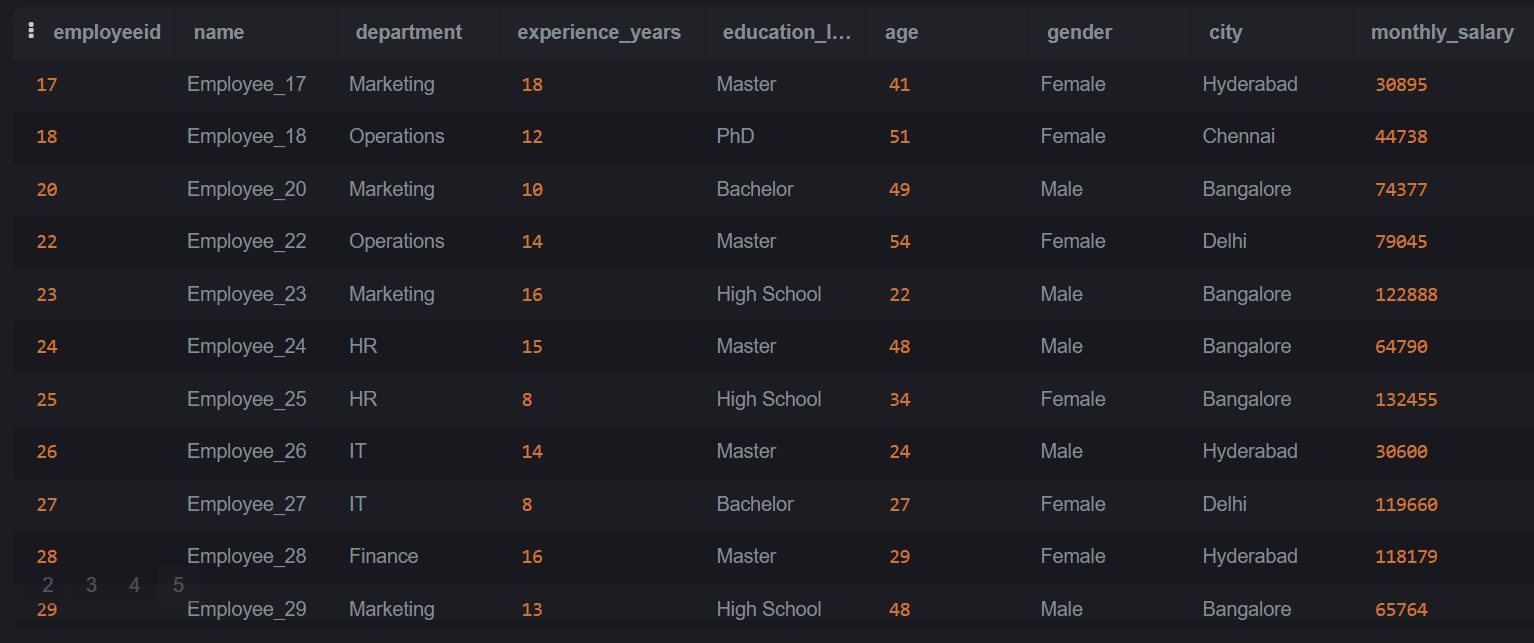 employeeid name department experience_years education_l... age gender city monthly_salary
17 Employee_17 Marketing 18 Master 41 Female Hyderabad 30895
18 Employee_18 Operations 12 PhD 51 Female Chennai 44738
20 Employee_20 Marketing 10 Bachelor 49 Male Bangalore 74377
22 Employee_22 Operations 14 Master 54 Female Delhi 79045
23 Employee_23 Marketing 16 High School 22 Male Bangalore 122888
24 Employee_24 HR 15 Master 48 Male Bangalore 64790
25 Employee_25 HR 8 High School 34 Female Bangalore 132455
26 Employee_26 IT 14 Master 24 Male Hyderabad 30600
27 Employee_27 IT 8 Bachelor 27 Female Delhi 119660
28 Employee_28 Finance 16 Master 29 Female Hyderabad 118179
2 3 4 5
29 Employee_29 Marketing 13 High School 48 Male Bangalore 65764